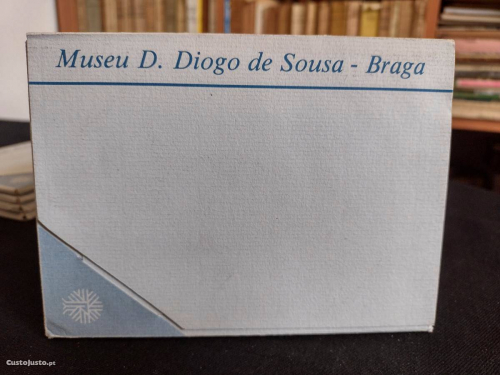 Museu D. Diogo de Sousa - Braga
CustoJusto.pt